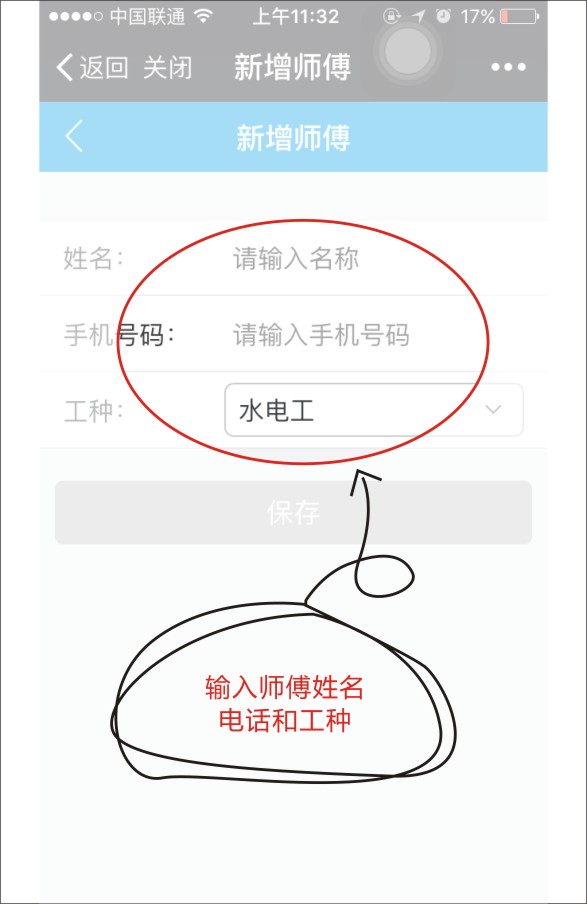 中国联通 上午11:32 17%
返回 关闭 新增师傅
新增师傅
姓名： 请输入名称
手机号码： 请输入手机号码
工种： 水电工
保存
输入师傅姓名
电话和工种